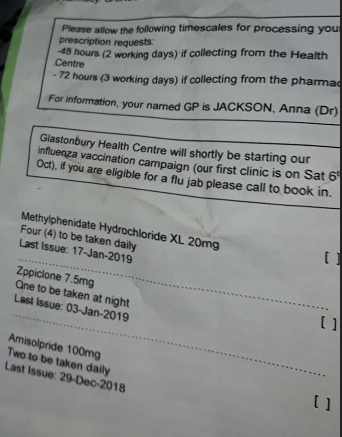 Please allow the following timescales for processing you
prescription requests:
-48 hours (2 working days) if collecting from the Health
Centre
- 72 hours (3 working days) if collecting from the pharmac
For information, your named GP is JACKSON, Anna (Dr)
Glastonbury Health Centre will shortly be starting our
influenza vaccination campaign (our first clinic is on Sat 6th
Oct), if you are eligible for a flu jab please call to book in.
Methylphenidate Hydrochloride XL 20mg
Four (4) to be taken daily
Last Issue: 17-Jan-2019
[ ]
Zopiclone 7.5mg
One to be taken at night
Last Issue: 03-Jan-2019
[ ]
Amisolpride 100mg
Two to be taken daily
Last Issue: 29-Dec-2018
[ ]